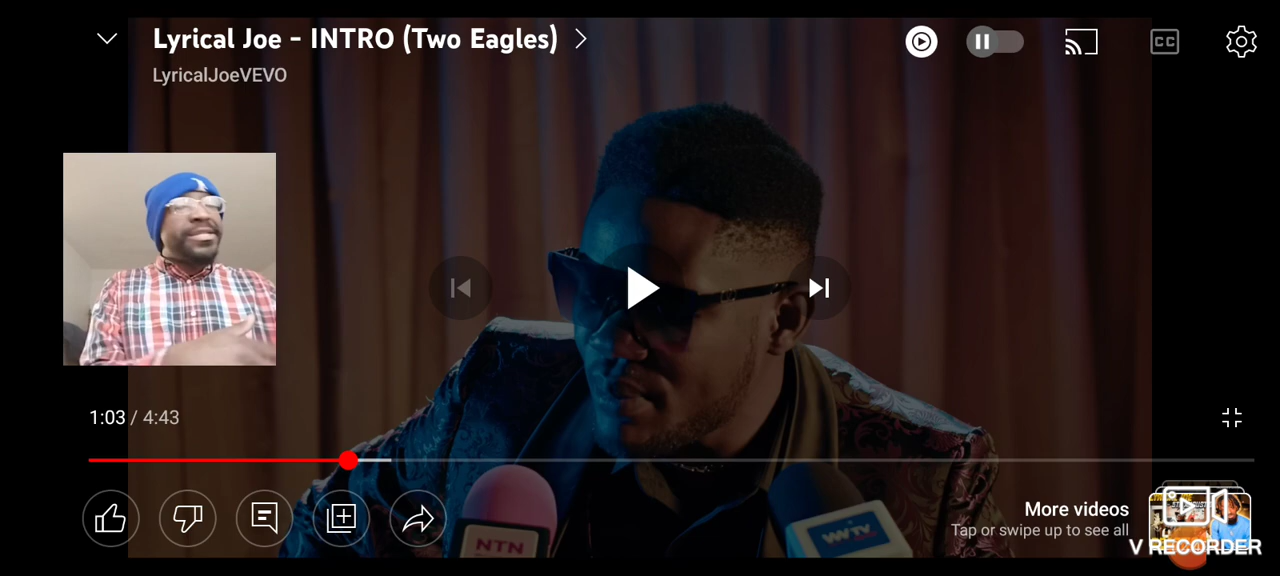 Lyrical Joe - INTRO (Two Eagles)
LyricalJoeVEVO
CC
1:03 / 4:43
More videos
Tap or swipe up to see all
V RECORDER
NTN